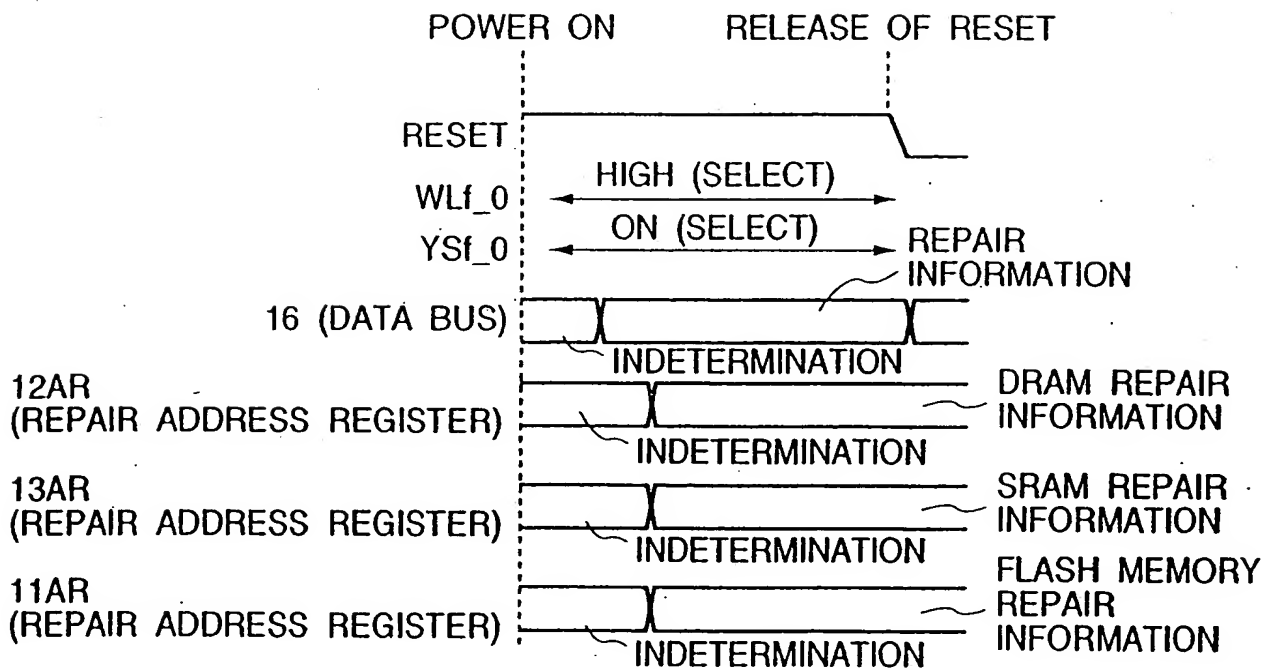 POWER ON
RELEASE OF RESET
RESET
WLf_0
HIGH (SELECT)
YSf_0
ON (SELECT)
REPAIR
INFORMATION
16 (DATA BUS)
INDETERMINATION
12AR
(REPAIR ADDRESS REGISTER)
INDETERMINATION
DRAM REPAIR
INFORMATION
13AR
(REPAIR ADDRESS REGISTER)
INDETERMINATION
SRAM REPAIR
INFORMATION
11AR
(REPAIR ADDRESS REGISTER)
INDETERMINATION
FLASH MEMORY
REPAIR
INFORMATION